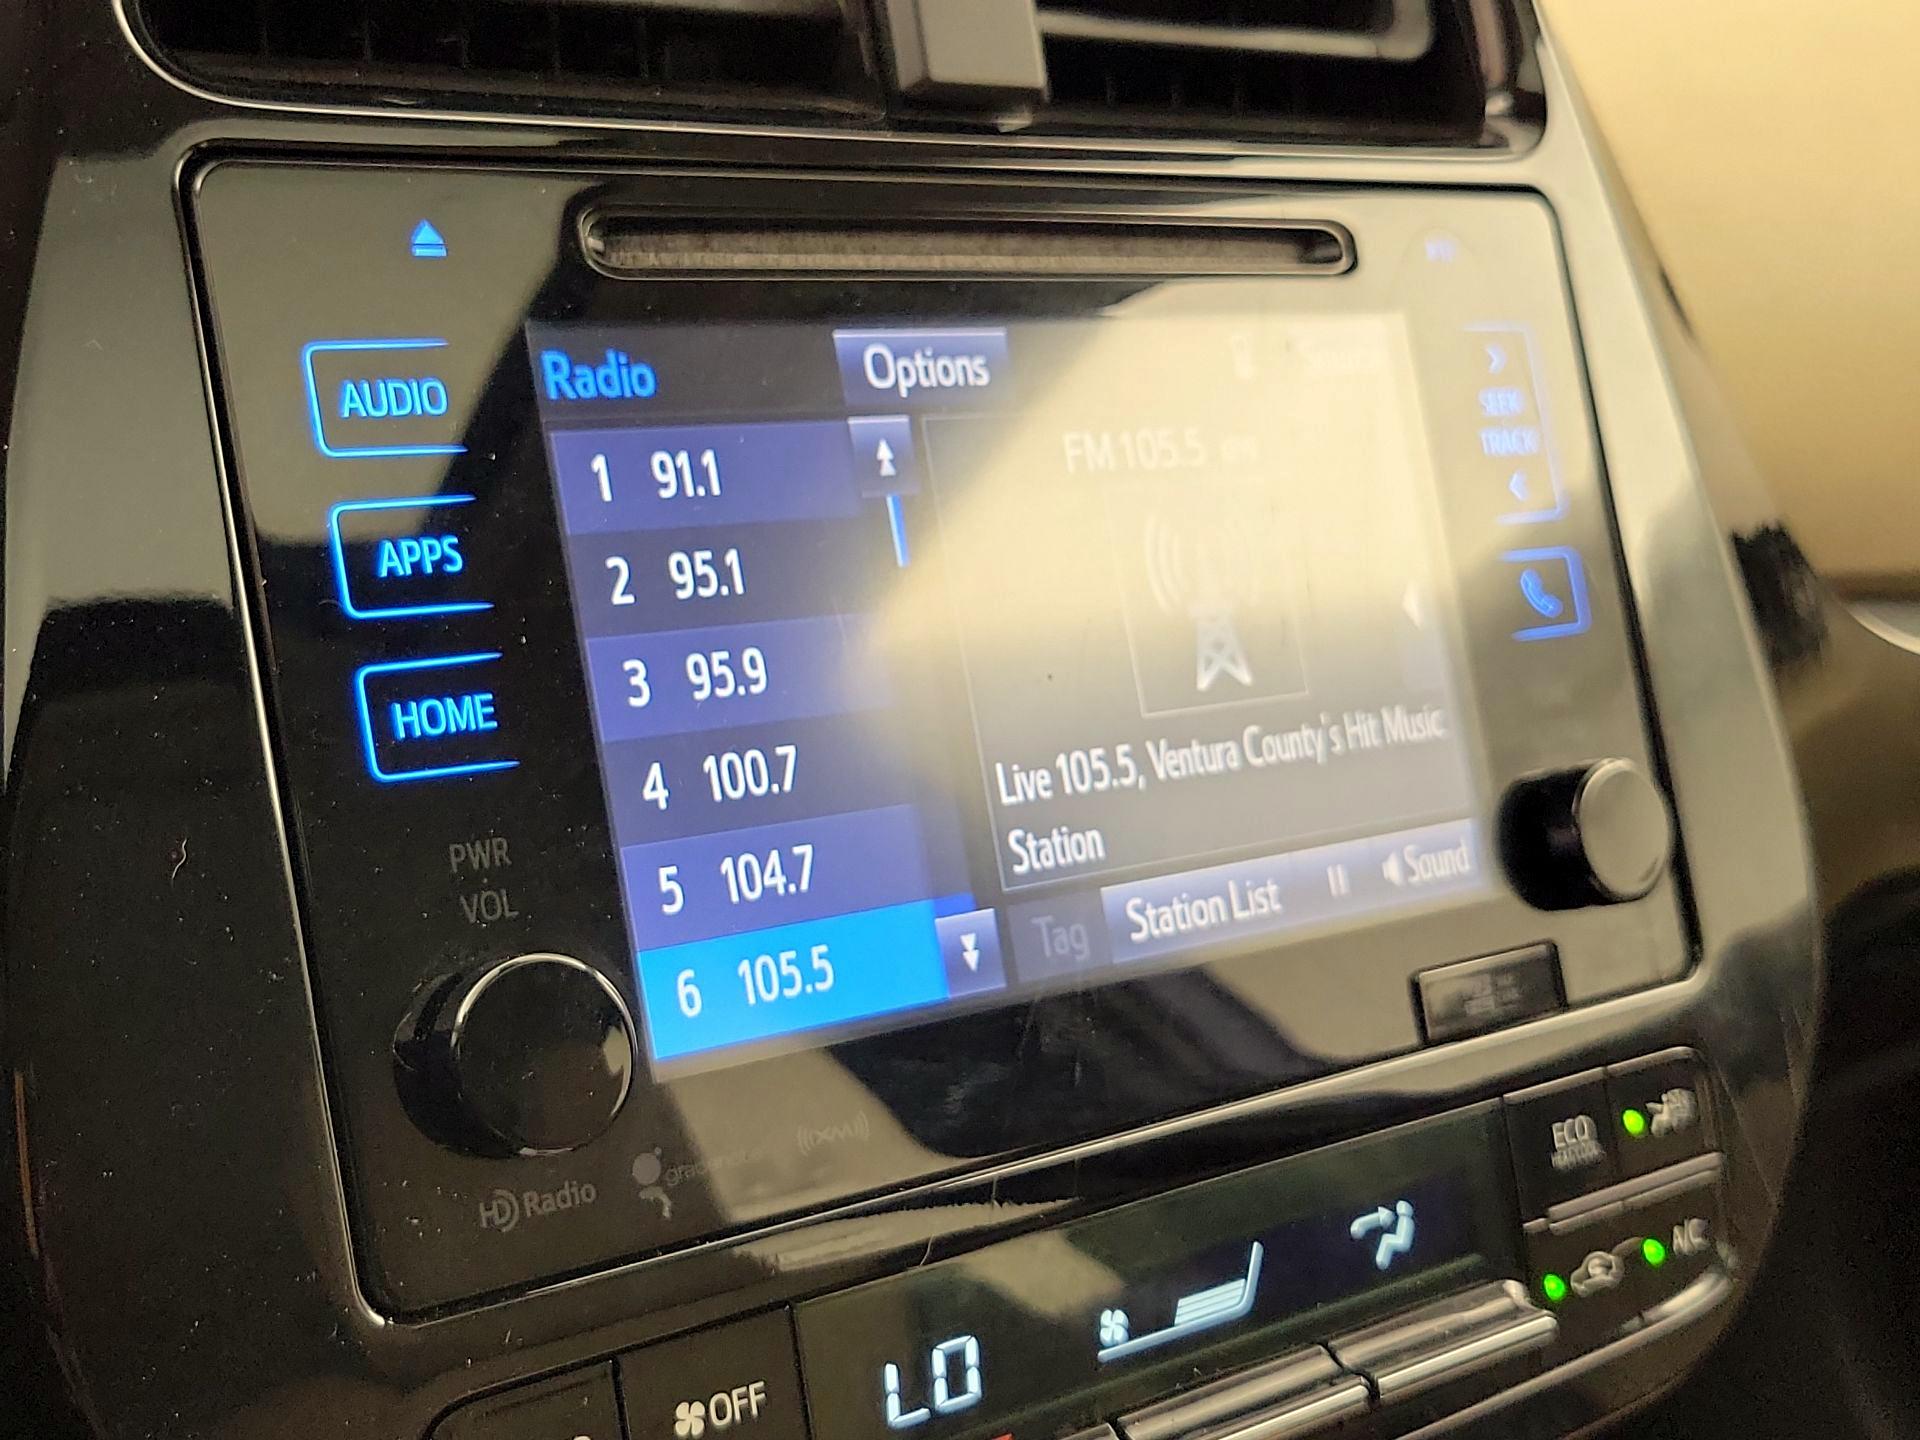 AUDIO
APPS
HOME
PWR
VOL
Radio
Options
1 91.1
2 95.1
3 95.9
4 100.7
5 104.7
6 105.5
FM 105.5
Live 105.5, Ventura County's Hit Music
Station
Tag
Station List
Sound
SEEK
TRACK
HD Radio
((XM))
ECO
A/C
OFF
LO